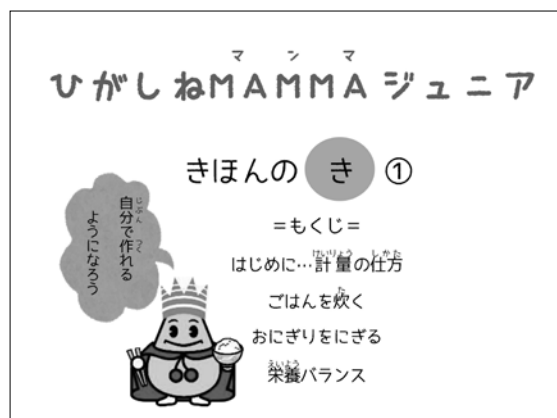 マンマ
ひがしねMAMMAジュニア
きほんの き ①
=もくじ=
はじめに…計量の仕方
けいりょう しかた
ごはんを炊く
た
おにぎりをにぎる
栄養バランス
えいよう
自分で作れる
じぶん つく
ようになろう